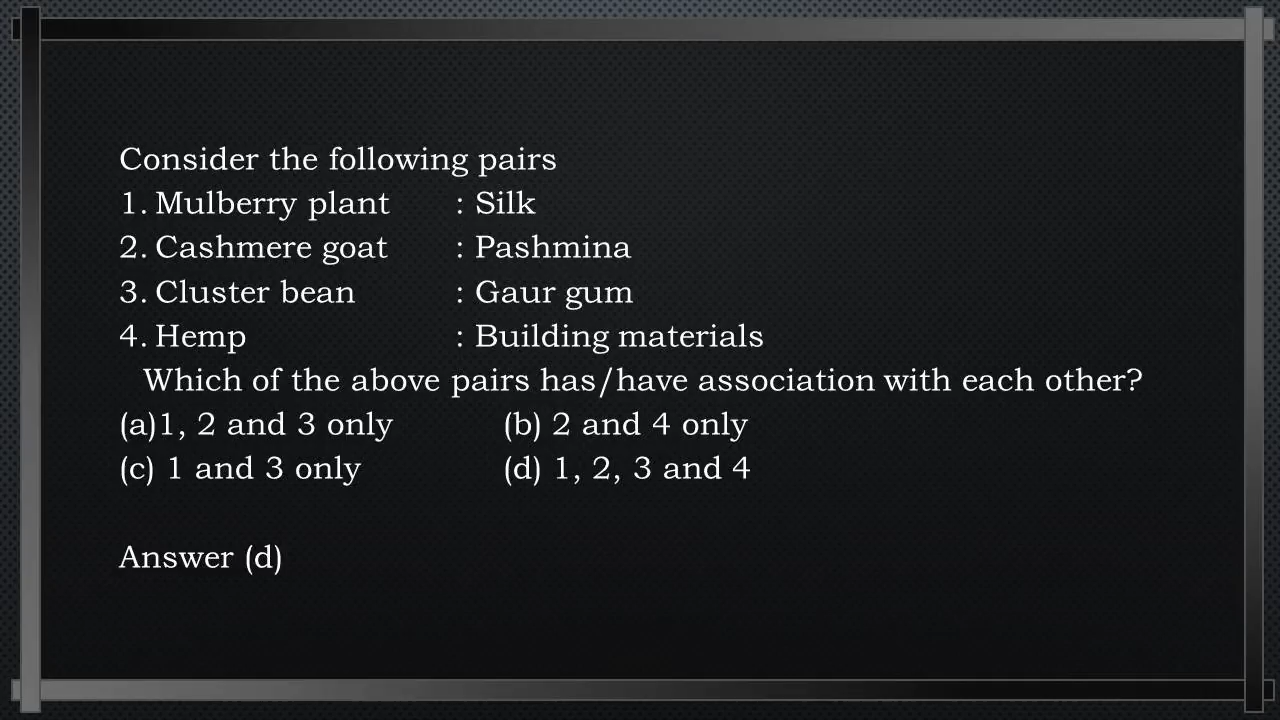 Consider the following pairs
1. Mulberry plant : Silk
2. Cashmere goat : Pashmina
3. Cluster bean : Gaur gum
4. Hemp : Building materials
Which of the above pairs has/have association with each other?
(a)1, 2 and 3 only (b) 2 and 4 only
(c) 1 and 3 only (d) 1, 2, 3 and 4
Answer (d)